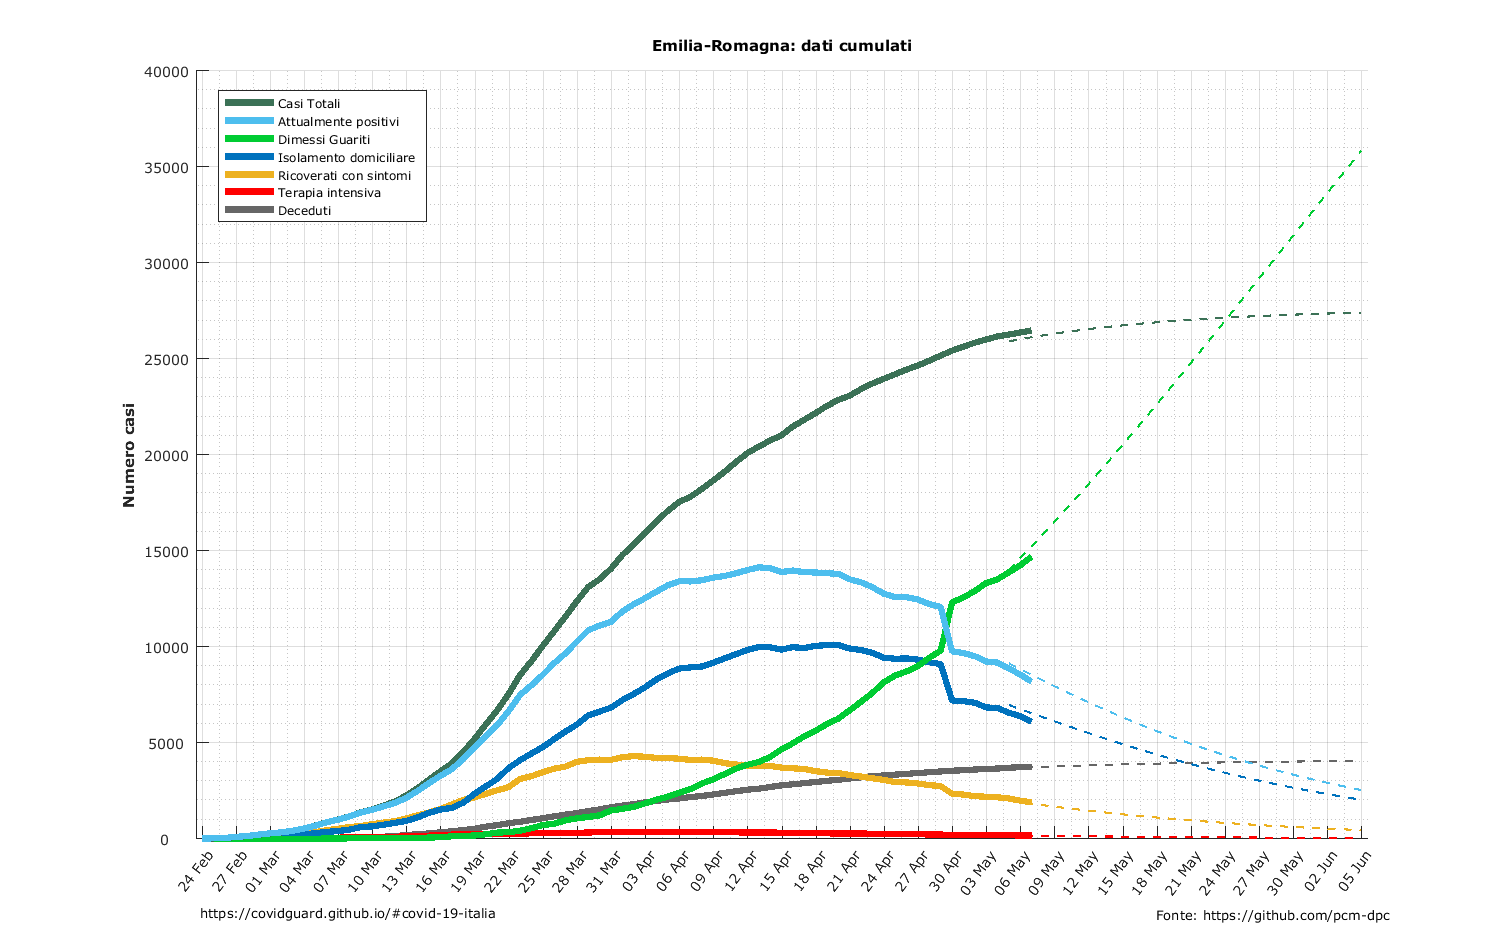 Emilia-Romagna: dati cumulati
40000
35000
30000
25000
20000
15000
10000
5000
0
Numero casi
Casi Totali
Attualmente positivi
Dimessi Guariti
Isolamento domiciliare
Ricoverati con sintomi
Terapia intensiva
Deceduti
24 Feb
27 Feb
01 Mar
04 Mar
07 Mar
10 Mar
13 Mar
16 Mar
19 Mar
22 Mar
25 Mar
28 Mar
31 Mar
03 Apr
06 Apr
09 Apr
12 Apr
15 Apr
18 Apr
21 Apr
24 Apr
27 Apr
30 Apr
03 May
06 May
09 May
12 May
15 May
18 May
21 May
24 May
27 May
30 May
02 Jun
05 Jun
https://covidguard.github.io/#covid-19-italia
Fonte: https://github.com/pcm-dpc